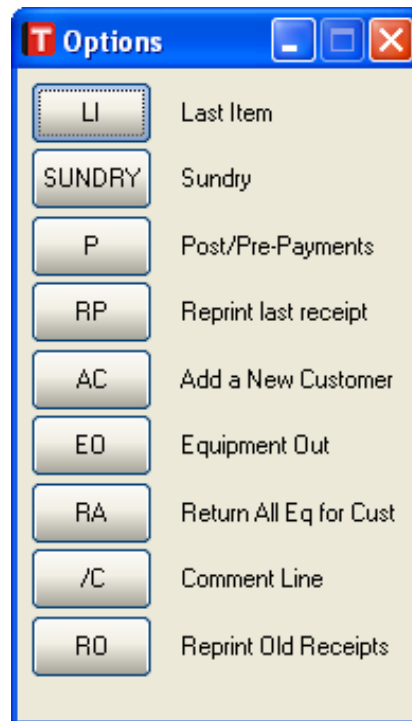 T Options
LI Last Item
SUNDRY Sundry
P Post/Pre-Payments
RP Reprint last receipt
AC Add a New Customer
EO Equipment Out
RA Return All Eq for Cust
/C Comment Line
RO Reprint Old Receipts